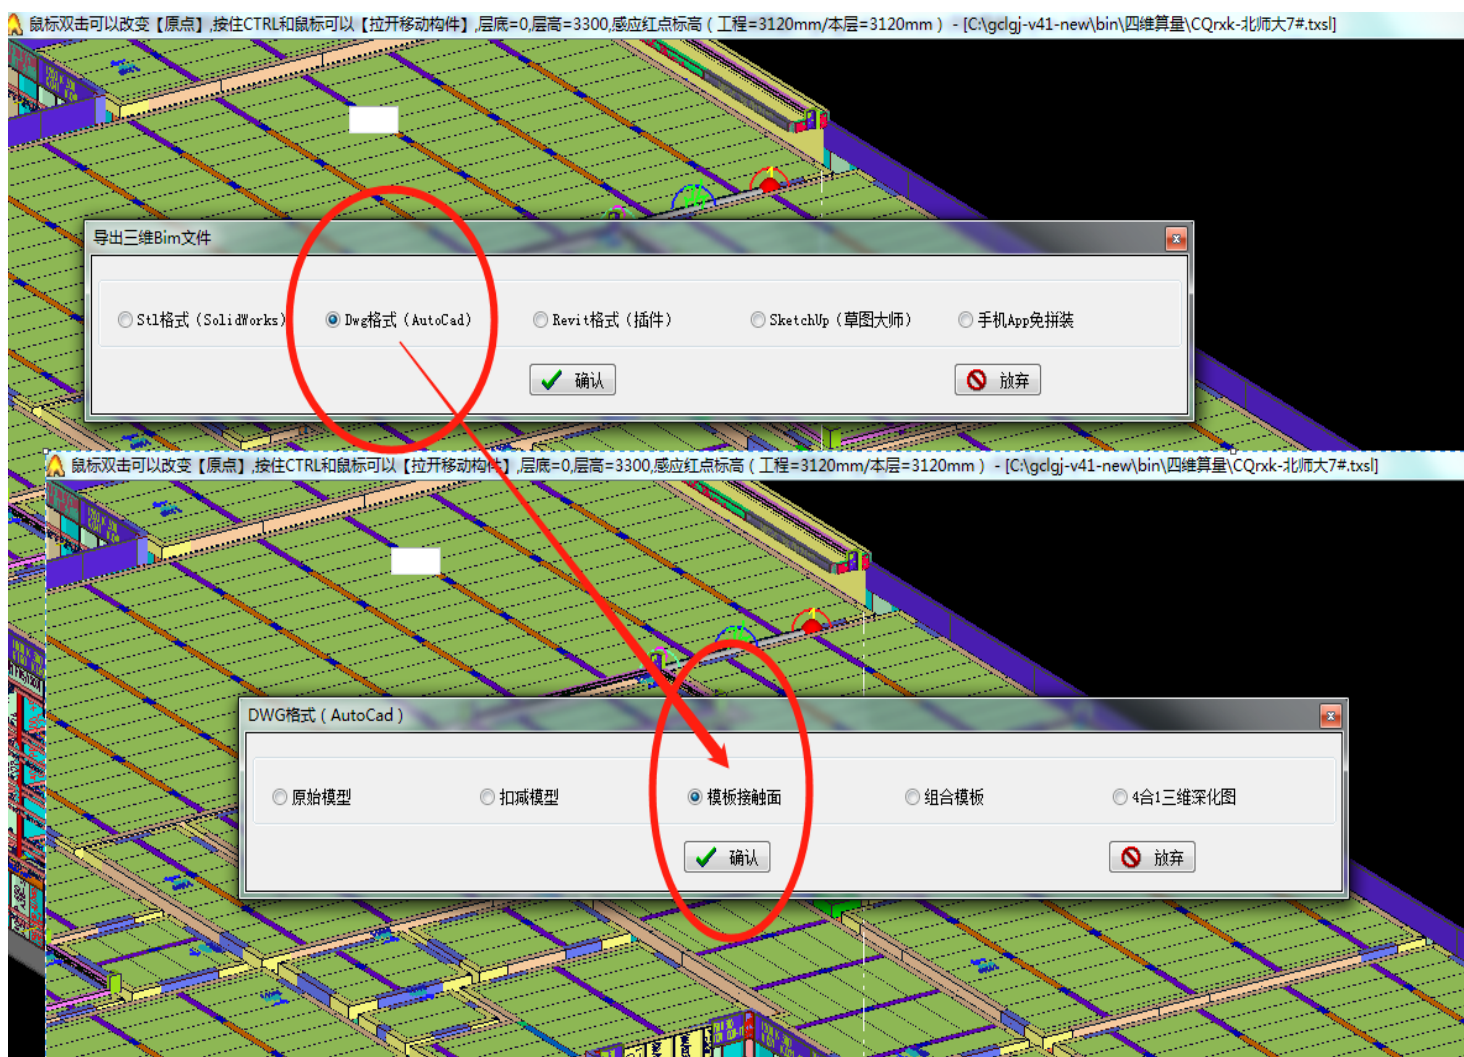 鼠标双击可以改变【原点】,按住CTRL和鼠标可以【拉开移动构件】,层底=0,层高=3300,感应红点标高（工程=3120mm/本层=3120mm） - [C:\gclgj-v41-new\bin\四维算量\CQrxk-北师大7#.txsl]
导出三维Bim文件
Stl格式（SolidWorks） Dwg格式（AutoCad） Revit格式（插件） SketchUp（草图大师） 手机App免拼装
确认 放弃
鼠标双击可以改变【原点】,按住CTRL和鼠标可以【拉开移动构件】,层底=0,层高=3300,感应红点标高（工程=3120mm/本层=3120mm） - [C:\gclgj-v41-new\bin\四维算量\CQrxk-北师大7#.txsl]
DWG格式（AutoCad）
原始模型 扣减模型 模板接触面 组合模板 4合1三维深化图
确认 放弃